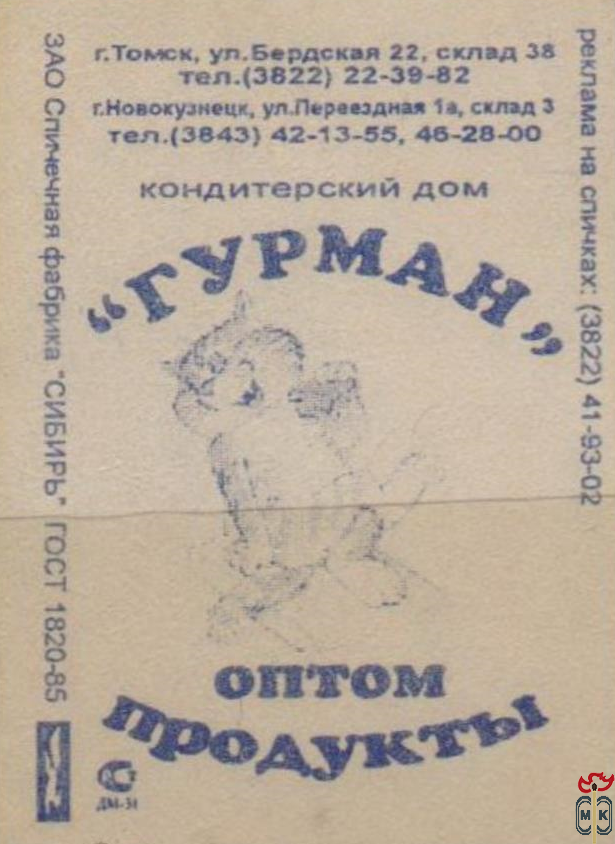 г.Томск, ул.Бердская 22, склад 38
тел.(3822) 22-39-82
г.Новокузнецк, ул.Переездная 1а, склад 3
тел.(3843) 42-13-55, 46-28-00
кондитерский дом
"ГУРМАН"
оптом
продукты
ЗАО Спичечная фабрика "СИБИРЬ" ГОСТ 1820-85
реклама на спичках: (3822) 41-93-02
ДМ-31
МК